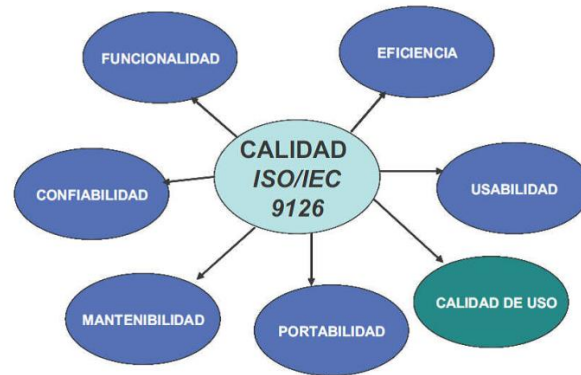 FUNCIONALIDAD
EFICIENCIA
CALIDAD
ISO/IEC
9126
CONFIABILIDAD
USABILIDAD
MANTENIBILIDAD
PORTABILIDAD
CALIDAD DE USO